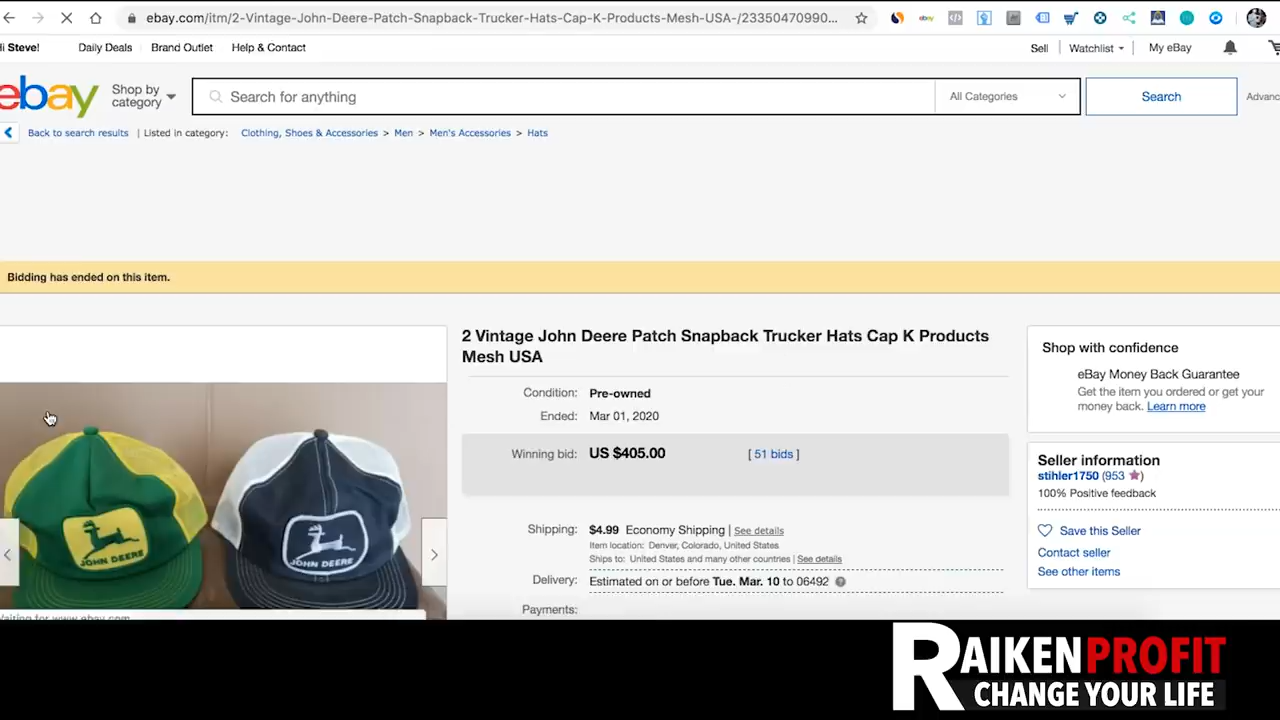 ebay.com/itm/2-Vintage-John-Deere-Patch-Snapback-Trucker-Hats-Cap-K-Products-Mesh-USA-/23350470990...
Hi Steve!
Daily Deals
Brand Outlet
Help & Contact
Sell
Watchlist
My eBay
ebay
Shop by category
Search for anything
All Categories
Search
Advanc
Back to search results
Listed in category:
Clothing, Shoes & Accessories > Men > Men's Accessories > Hats
Bidding has ended on this item.
2 Vintage John Deere Patch Snapback Trucker Hats Cap K Products
Mesh USA
Condition: Pre-owned
Ended: Mar 01, 2020
Winning bid: US $405.00 [ 51 bids ]
Shipping: $4.99 Economy Shipping | See details
Item location: Denver, Colorado, United States
Ships to: United States and many other countries | See details
Delivery: Estimated on or before Tue. Mar. 10 to 06492
Payments:
Shop with confidence
eBay Money Back Guarantee
Get the item you ordered or get your
money back. Learn more
Seller information
stihler1750 (953 )
100% Positive feedback
Save this Seller
Contact seller
See other items
JOHN DEERE
JOHN DEERE
Waiting for www.ebay.com
RAIKENPROFIT
CHANGE YOUR LIFE